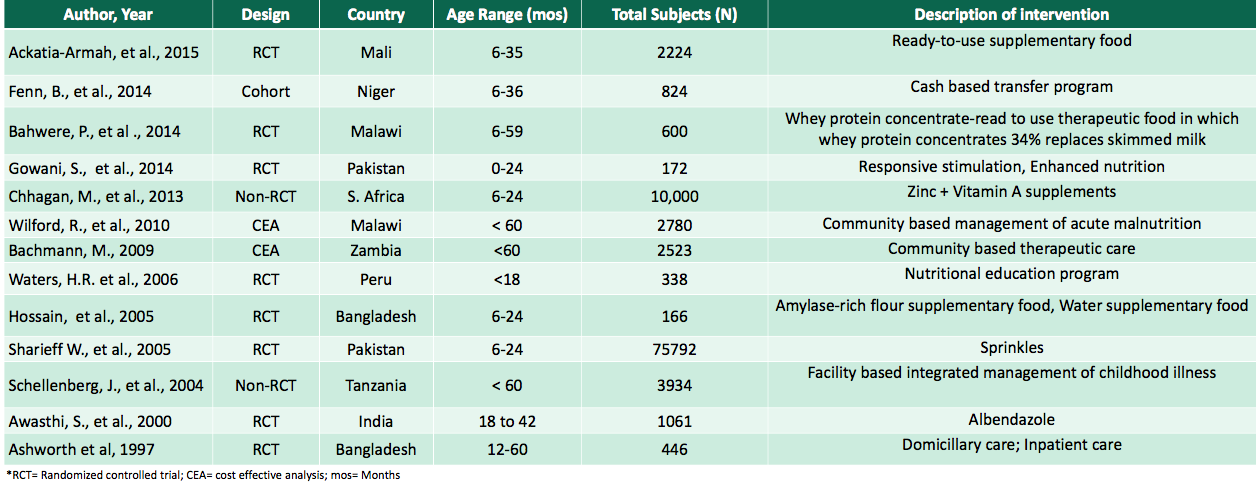 Author, Year Design Country Age Range (mos) Total Subjects (N) Description of intervention
Ackatia-Armah, et al., 2015 RCT Mali 6-35 2224 Ready-to-use supplementary food
Fenn, B., et al., 2014 Cohort Niger 6-36 824 Cash based transfer program
Bahwere, P., et al ., 2014 RCT Malawi 6-59 600 Whey protein concentrate-read to use therapeutic food in which
whey protein concentrates 34% replaces skimmed milk
Gowani, S., et al., 2014 RCT Pakistan 0-24 172 Responsive stimulation, Enhanced nutrition
Chhagan, M., et al., 2013 Non-RCT S. Africa 6-24 10,000 Zinc + Vitamin A supplements
Wilford, R., et al., 2010 CEA Malawi < 60 2780 Community based management of acute malnutrition
Bachmann, M., 2009 CEA Zambia <60 2523 Community based therapeutic care
Waters, H.R. et al., 2006 RCT Peru <18 338 Nutritional education program
Hossain, et al., 2005 RCT Bangladesh 6-24 166 Amylase-rich flour supplementary food, Water supplementary food
Sharieff W., et al., 2005 RCT Pakistan 6-24 75792 Sprinkles
Schellenberg, J., et al., 2004 Non-RCT Tanzania < 60 3934 Facility based integrated management of childhood illness
Awasthi, S., et al., 2000 RCT India 18 to 42 1061 Albendazole
Ashworth et al, 1997 RCT Bangladesh 12-60 446 Domicillary care; Inpatient care
*RCT= Randomized controlled trial; CEA= cost effective analysis; mos= Months